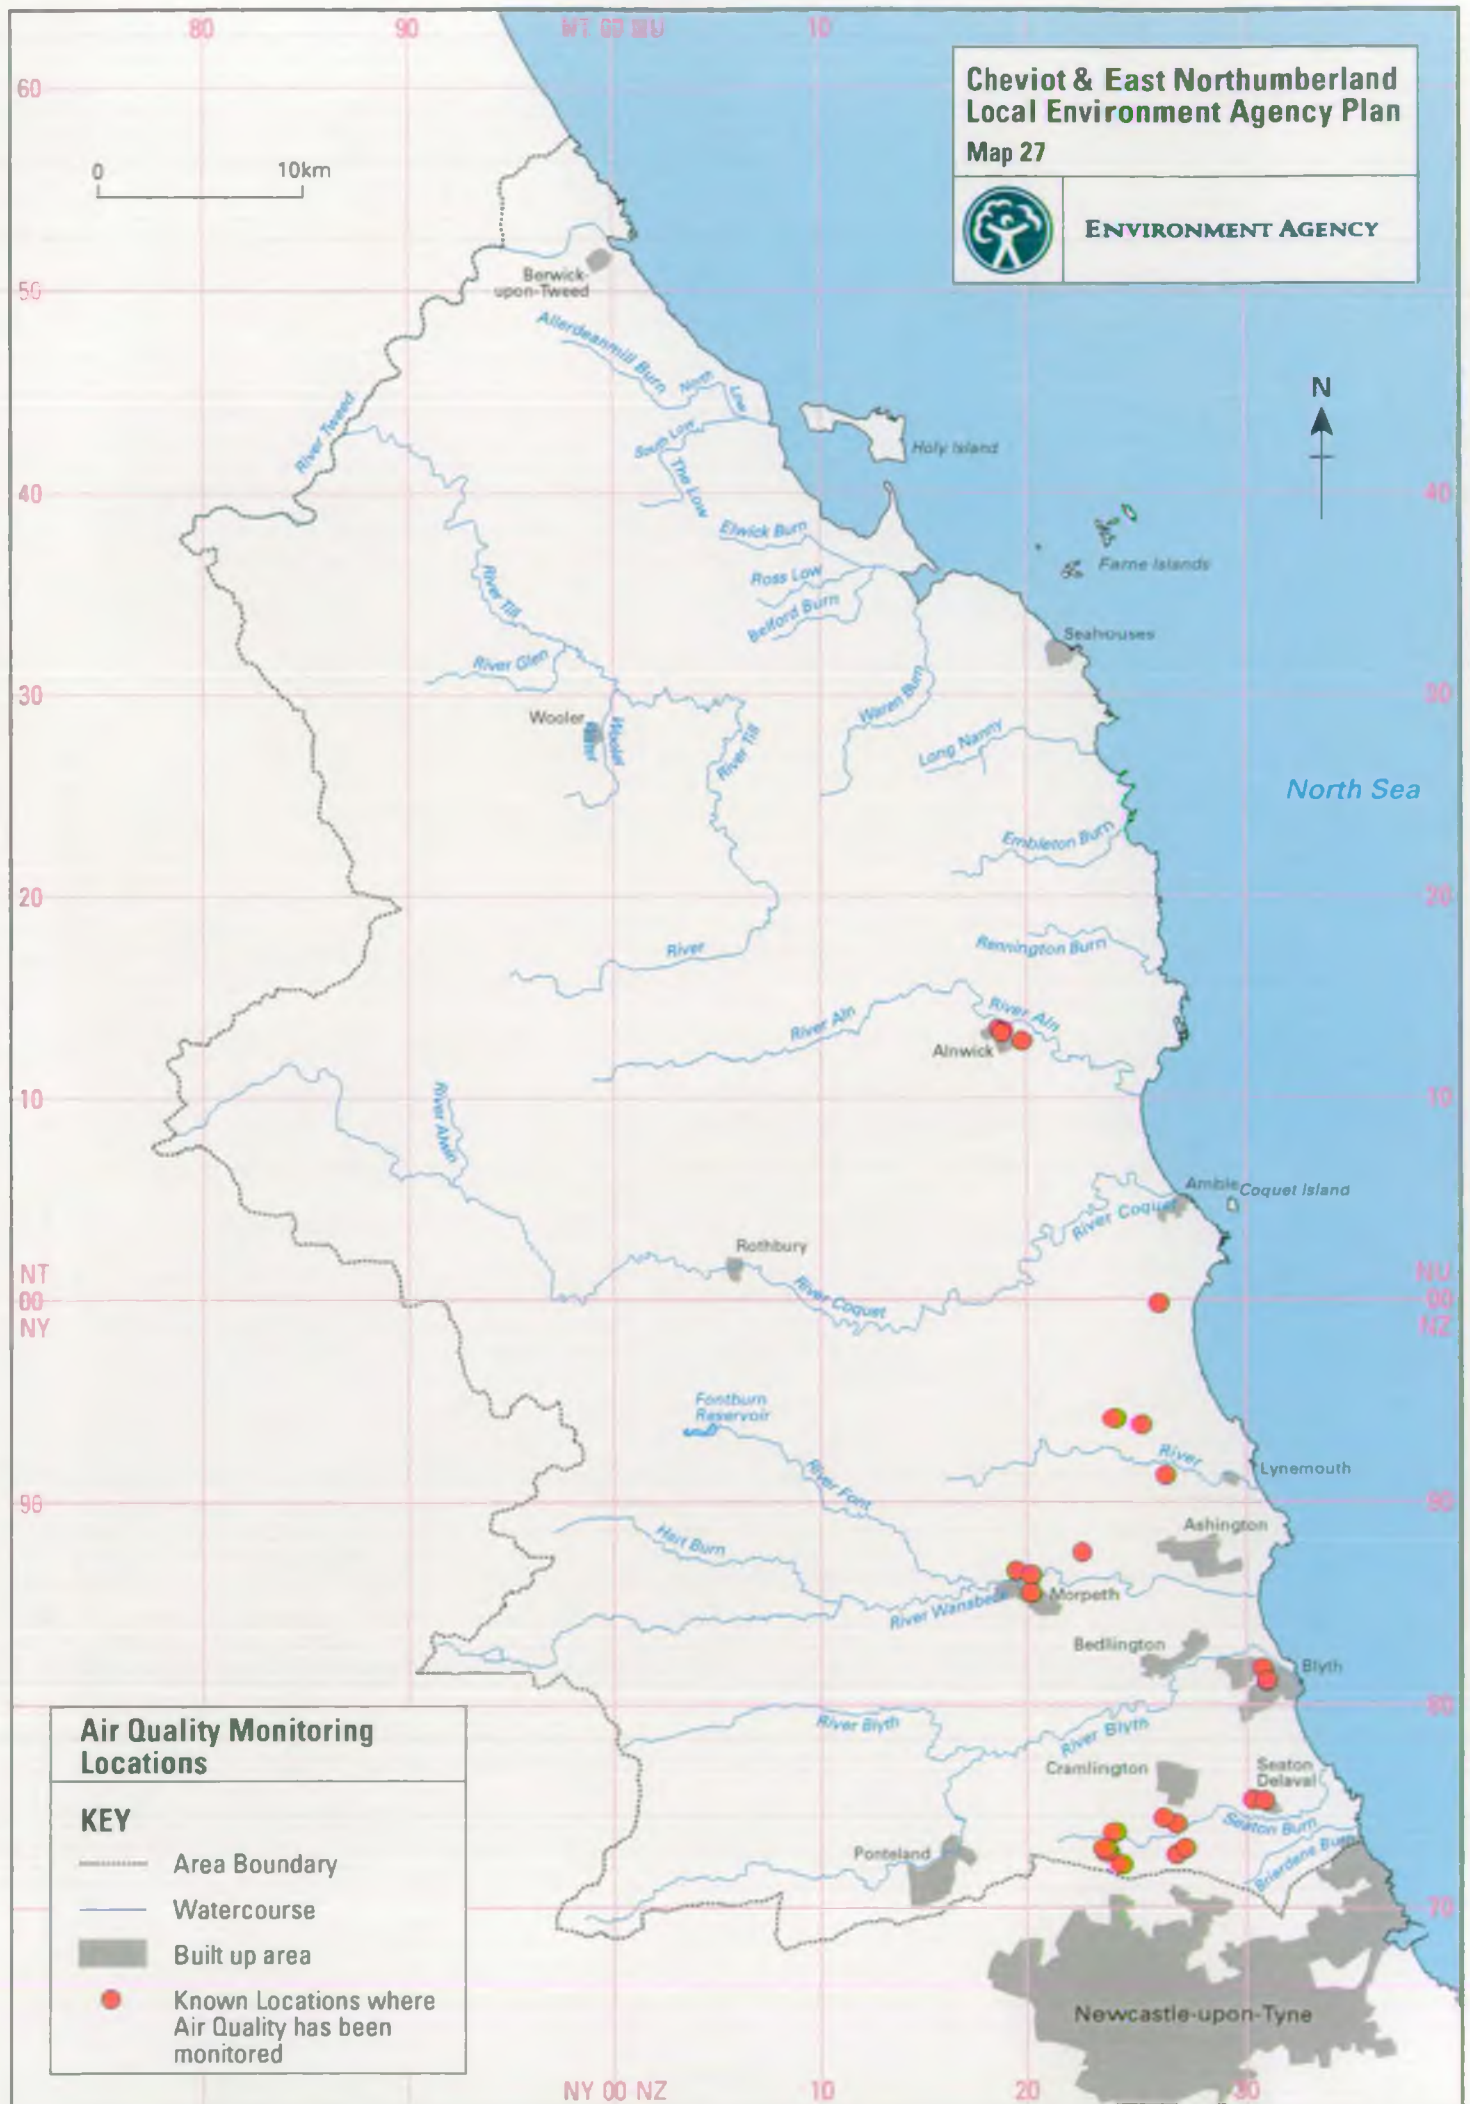 80
90
NT 00 NU
10
Cheviot & East Northumberland
Local Environment Agency Plan
Map 27
ENVIRONMENT AGENCY
60
0
10km
Berwick-
upon-Tweed
50
Allerdeanmill Burn
North
Low
N
River Tweed
South Low
Holy Island
The Low
40
40
Elwick Burn
Farne Islands
Ross Low
River Till
Belford Burn
Seahouses
River Glen
30
30
Waren Burn
Wooler
Wooler
Water
River Till
Long Nanny
North Sea
Embleton Burn
20
20
River
Rennington Burn
River Aln
River Aln
Alnwick
10
10
River Alwin
Amble
Coquet Island
River Coquet
Rothbury
River Coquet
NT
00
NY
NU
00
NZ
Fontburn
Reservoir
River
Lynemouth
River Font
90
90
Ashington
Hart Burn
River Wansbeck
Morpeth
Bedlington
Blyth
80
River Blyth
River Blyth
Cramlington
Seaton
Delaval
Seaton Burn
Brierdene Burn
Ponteland
70
Newcastle-upon-Tyne
Air Quality Monitoring
Locations
KEY
Area Boundary
Watercourse
Built up area
Known Locations where
Air Quality has been
monitored
NY 00 NZ
10
20
30